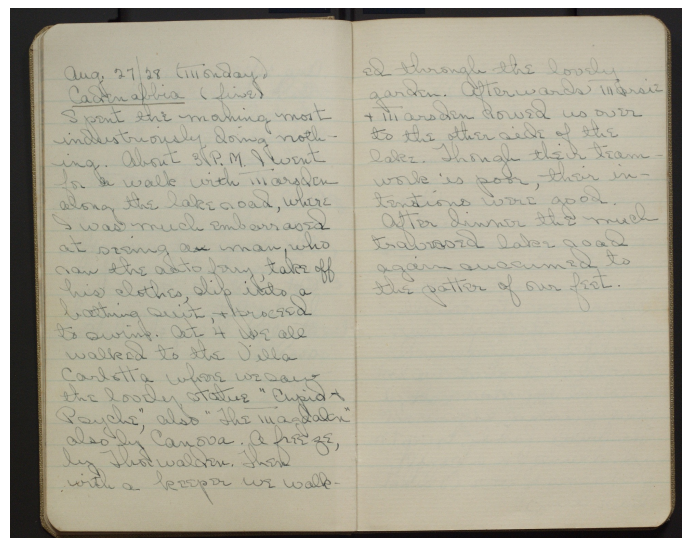 Aug. 27/28 (Monday)
Cadenabbia (five)
Spent the morning most
industriously doing noth-
ing. About 3 P.M. I went
for a walk with Marsden
along the lake road, where
I was much embarrassed
at seeing a man, who
ran the auto ferry, take off
his clothes, slip into a
bathing suit, + proceed
to swim. At 4 we all
walked to the Villa
Carlotta where we saw
the lovely statue "Cupid +
Psyche", also "The Magdalen"
also by Canova. A frieze,
by Thorwalden. Then
with a keeper we walk-
ed through the lovely
garden. Afterwards Marsie
+ Marsden rowed us over
to the other side of the
lake. Though their team-
work is poor, their in-
tentions were good.
After dinner the much
traversed lake road
again succumed to
the patter of our feet.